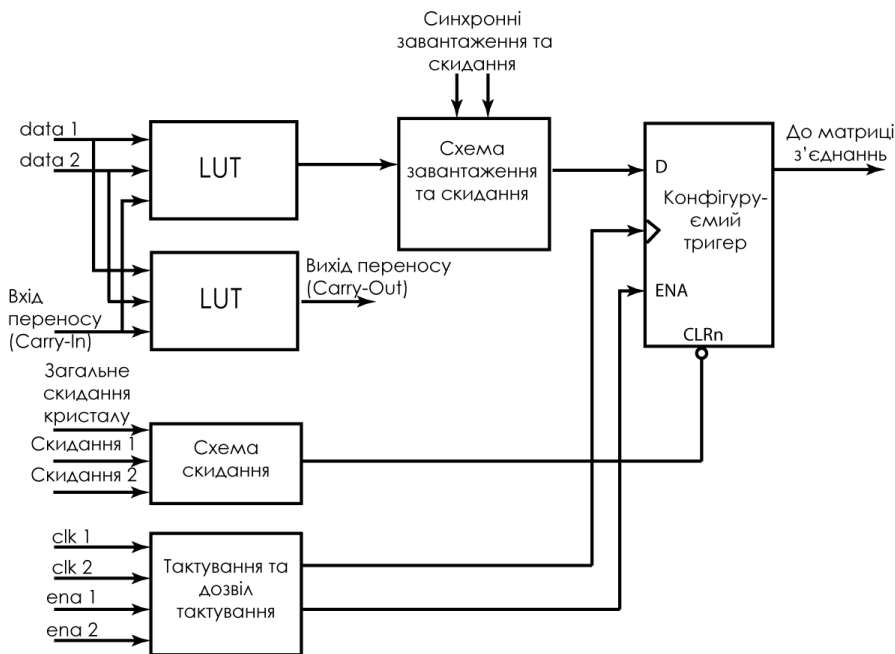 Синхронні
завантаження та
скидання
data 1
data 2
LUT
Схема
завантаження
та скидання
До матриці
з’єднаннь
D
Конфігуру-
ємий
тригер
ENA
CLRn
LUT
Вихід переносу
(Carry-Out)
Вхід
переносу
(Carry-In)
Загальне
скидання
кристалу
Скидання 1
Скидання 2
Схема
скидання
clk 1
clk 2
ena 1
ena 2
Тактування та
дозвіл
тактування